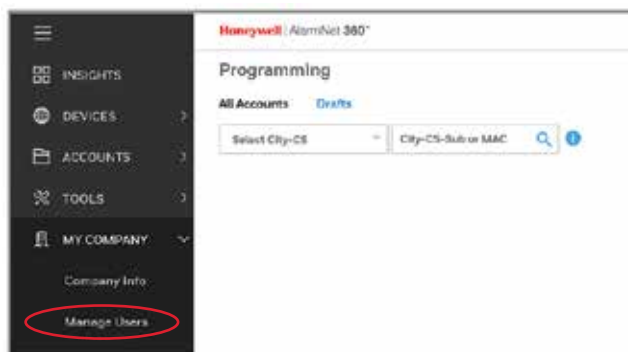 Honeywell | AlarmNet 360™
Programming
All Accounts Drafts
Select City-CS
City-CS-Sub or MAC
INSIGHTS
DEVICES
ACCOUNTS
TOOLS
MY COMPANY
Company Info
Manage Users